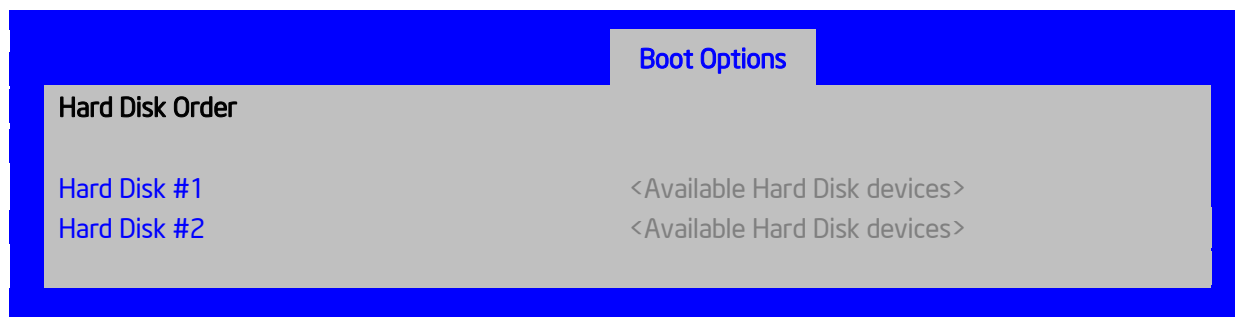 Boot Options
Hard Disk Order
Hard Disk #1 <Available Hard Disk devices>
Hard Disk #2 <Available Hard Disk devices>